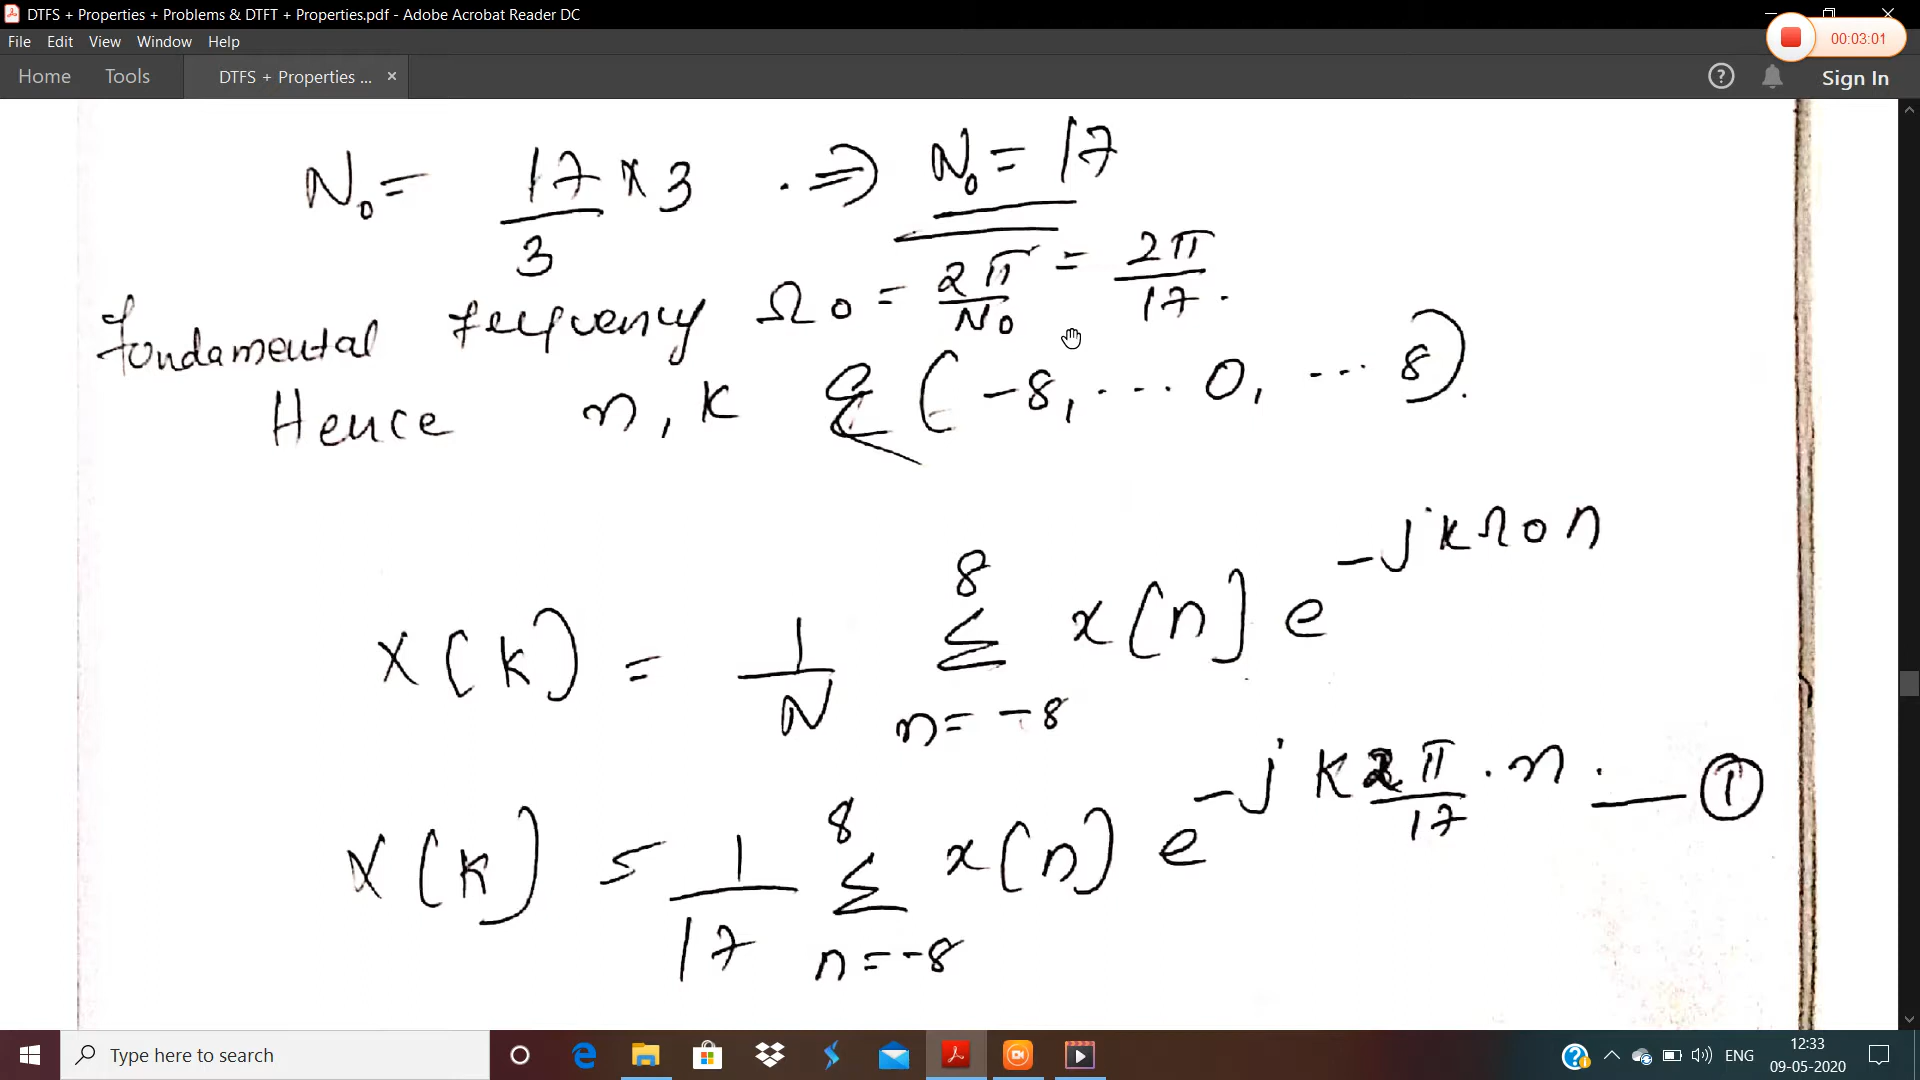 DTFS + Properties + Problems & DTFT + Properties.pdf - Adobe Acrobat Reader DC
File Edit View Window Help
00:03:01
Home Tools DTFS + Properties ... × Sign In
N₀ = 17/3 × 3 . ⇒ N₀ = 17
Fundamental frequency Ω₀ = 2π/N₀ = 2π/17 .
Hence n, k ∈ (-8, ... 0, ... 8).
X(k) = 1/N Σ_{n=-8}^{8} x[n] e^{-jkΩ₀n}
X(k) = 1/17 Σ_{n=-8}^{8} x(n) e^{-jk 2π/17 · n} . — ①
Type here to search
ENG
12:33
09-05-2020